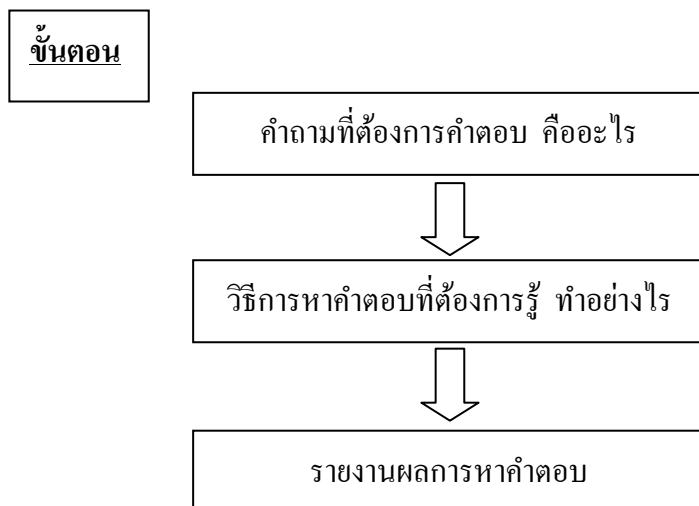 ขั้นตอน
คำถามที่ต้องการคำตอบ คืออะไร
วิธีการหาคำตอบที่ต้องการรู้ ทำอย่างไร
รายงานผลการหาคำตอบ